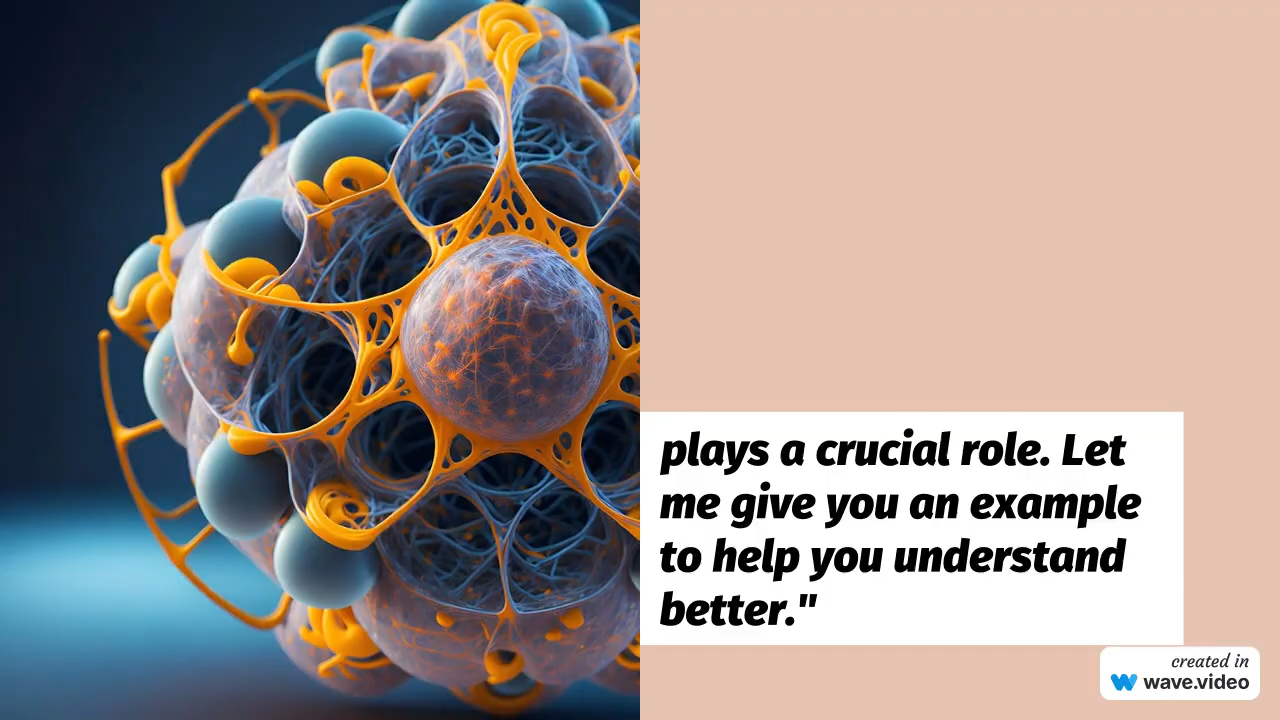 plays a crucial role. Let
me give you an example
to help you understand
better."
created in
wave.video